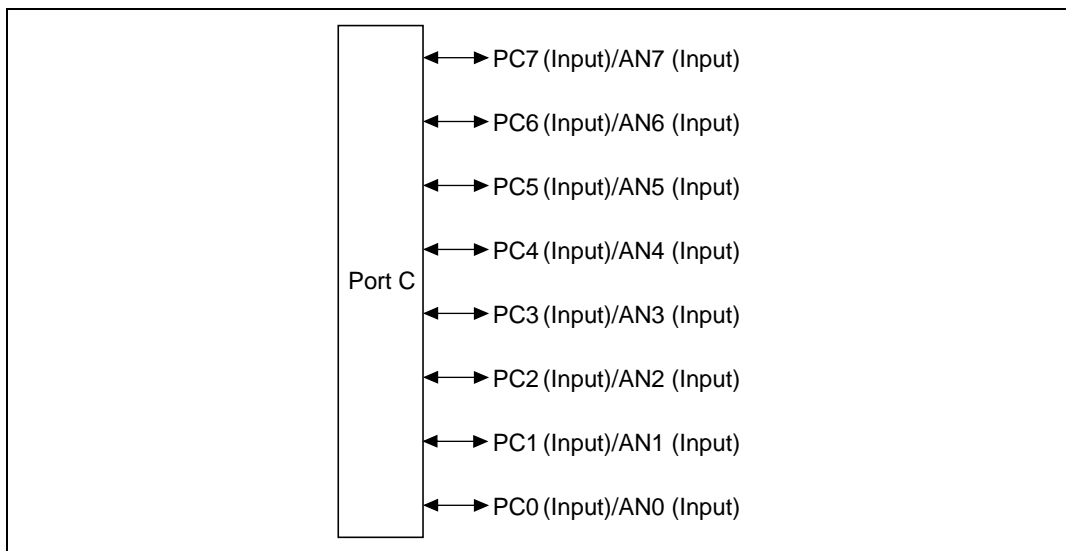 PC7 (Input)/AN7 (Input)
PC6 (Input)/AN6 (Input)
PC5 (Input)/AN5 (Input)
PC4 (Input)/AN4 (Input)
Port C
PC3 (Input)/AN3 (Input)
PC2 (Input)/AN2 (Input)
PC1 (Input)/AN1 (Input)
PC0 (Input)/AN0 (Input)